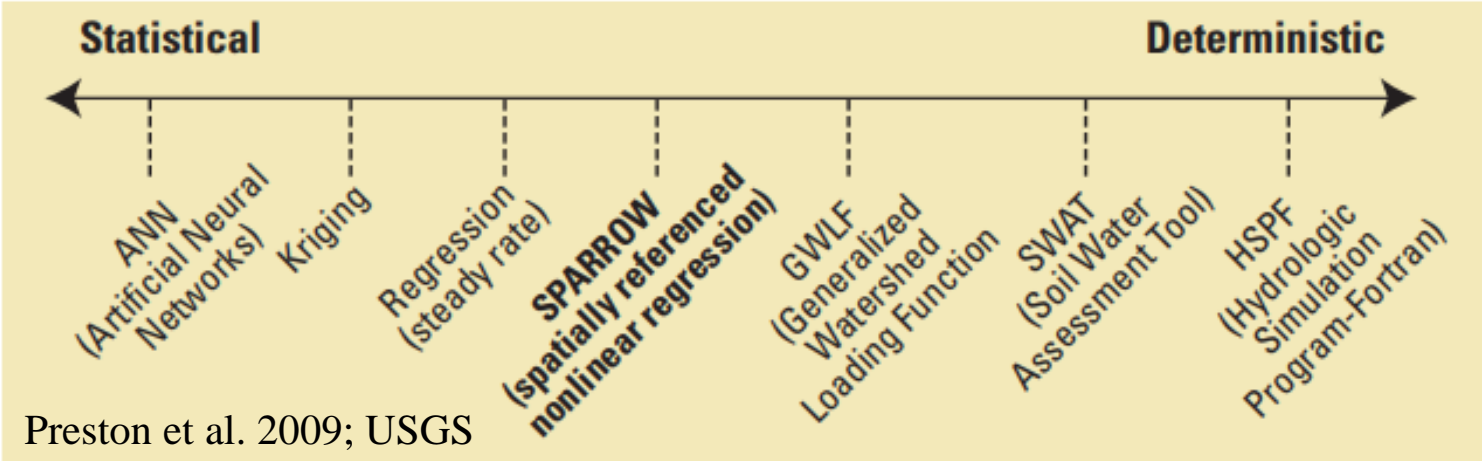 Statistical
Deterministic
ANN
(Artificial Neural
Networks)
Kriging
Regression
(steady rate)
SPARROW
(spatially referenced
nonlinear regression)
GWLF
(Generalized
Watershed
Loading Function
SWAT
(Soil Water
Assessment Tool)
HSPF
(Hydrologic
Simulation
Program-Fortran)
Preston et al. 2009; USGS